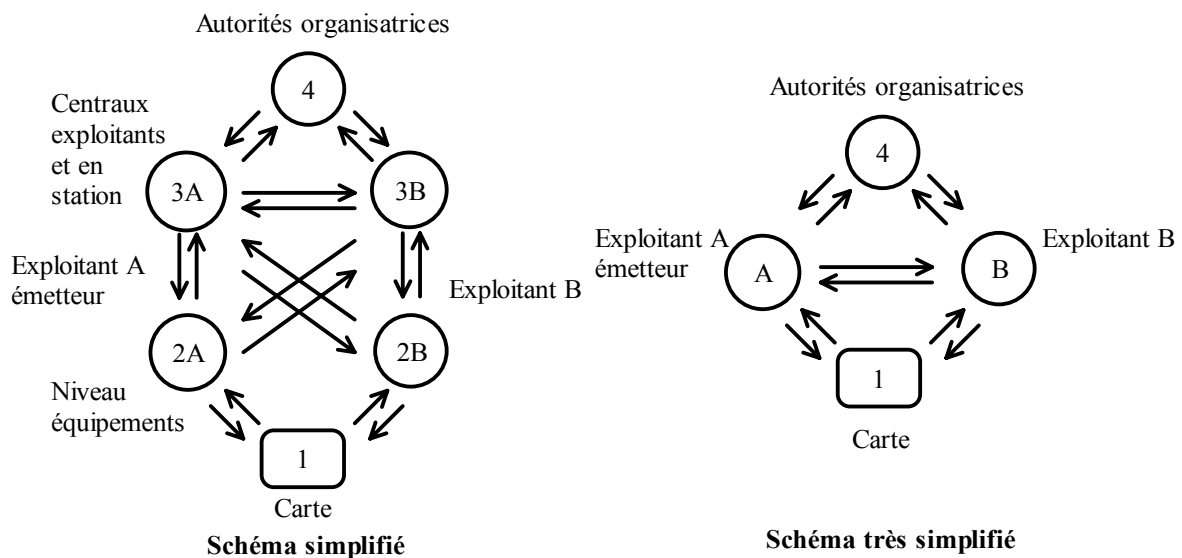 Autorités organisatrices
4
Centraux
exploitants
et en
station
3A
3B
Exploitant A
émetteur
Exploitant B
2A
2B
Niveau
équipements
1
Carte
Schéma simplifié
Autorités organisatrices
4
Exploitant A
émetteur
Exploitant B
A
B
1
Carte
Schéma très simplifié